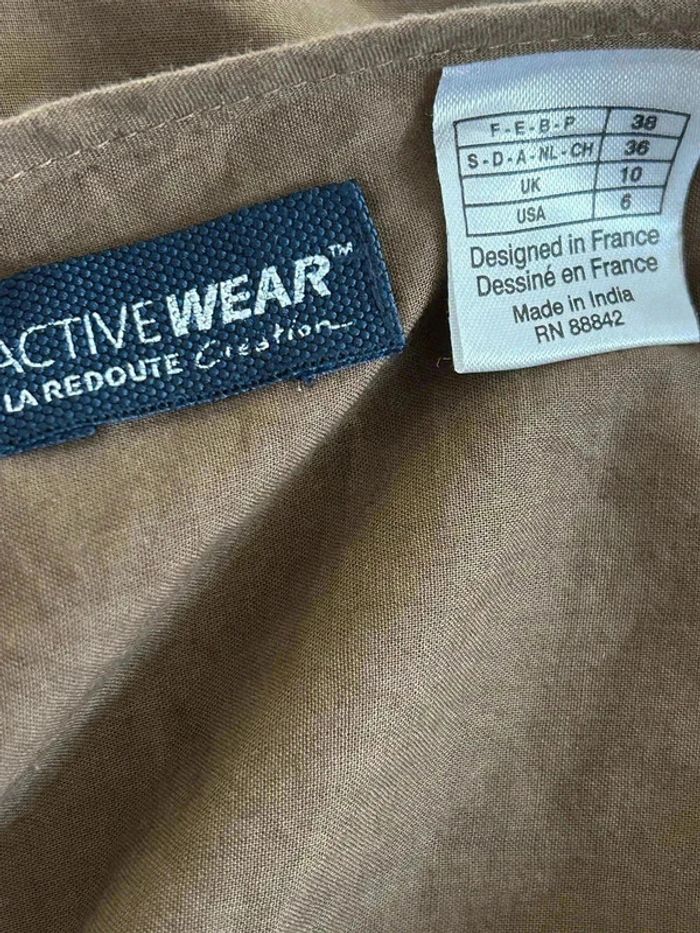 ACTIVEWEAR™
LA REDOUTE Création
F-E-B-P 38
S-D-A-NL-CH 36
UK 10
USA 6
Designed in France
Dessiné en France
Made in India
RN 88842